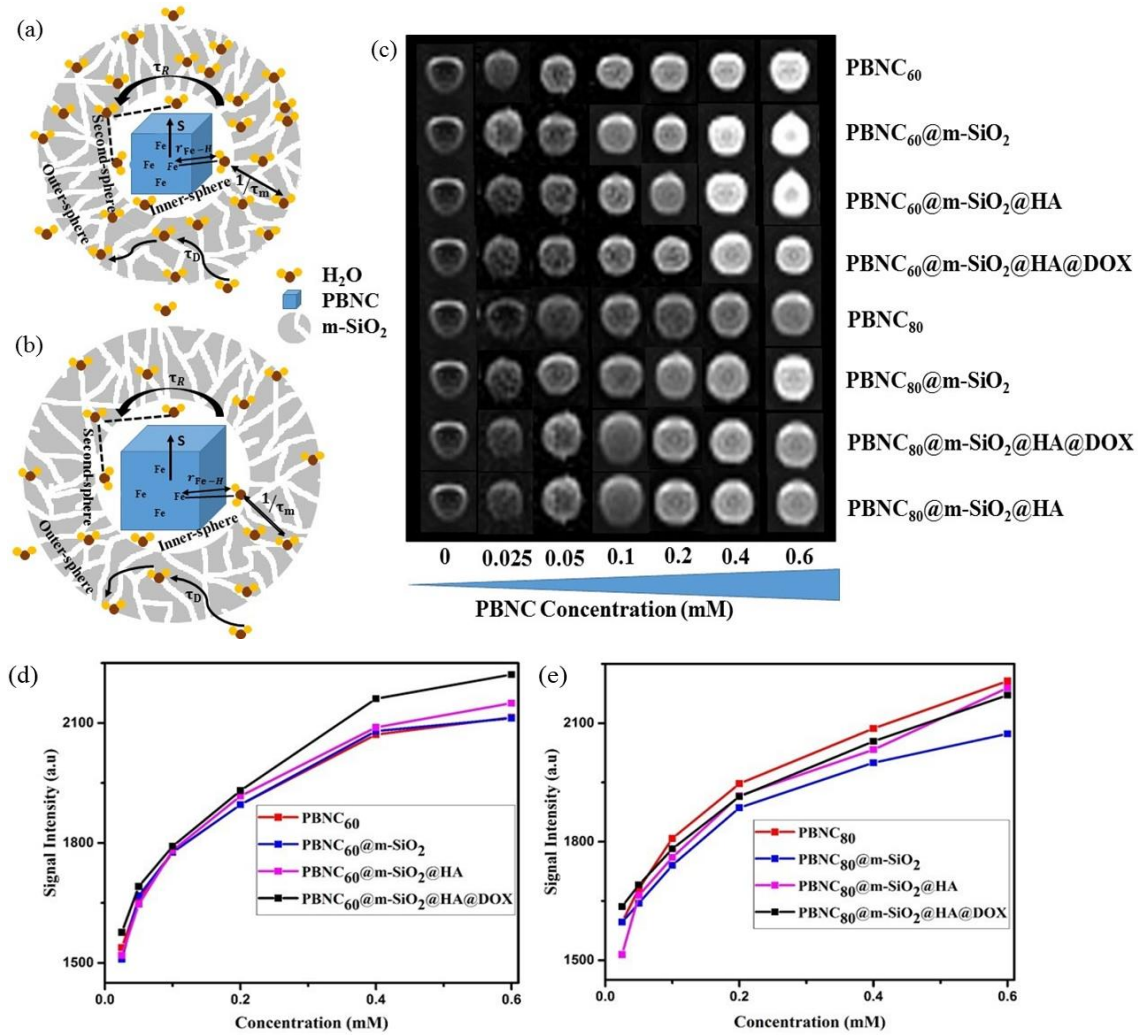 (a)
τR
S
Fe
Fe
Fe
Fe
rFe−H
1/τm
Second-sphere
Inner-sphere
Outer-sphere
τD
H2O
PBNC
m-SiO2
(b)
τR
S
Fe
Fe
Fe
Fe
rFe−H
1/τm
Second-sphere
Inner-sphere
Outer-sphere
τD
(c)
PBNC60
PBNC60@m-SiO2
PBNC60@m-SiO2@HA
PBNC60@m-SiO2@HA@DOX
PBNC80
PBNC80@m-SiO2
PBNC80@m-SiO2@HA@DOX
PBNC80@m-SiO2@HA
0 0.025 0.05 0.1 0.2 0.4 0.6
PBNC Concentration (mM)
(d)
Signal Intensity (a.u)
2100
1800
1500
PBNC60
PBNC60@m-SiO2
PBNC60@m-SiO2@HA
PBNC60@m-SiO2@HA@DOX
0.0 0.2 0.4 0.6
Concentration (mM)
(e)
Signal Intensity (a.u)
2100
1800
1500
PBNC80
PBNC80@m-SiO2
PBNC80@m-SiO2@HA
PBNC80@m-SiO2@HA@DOX
0.0 0.2 0.4 0.6
Concentration (mM)